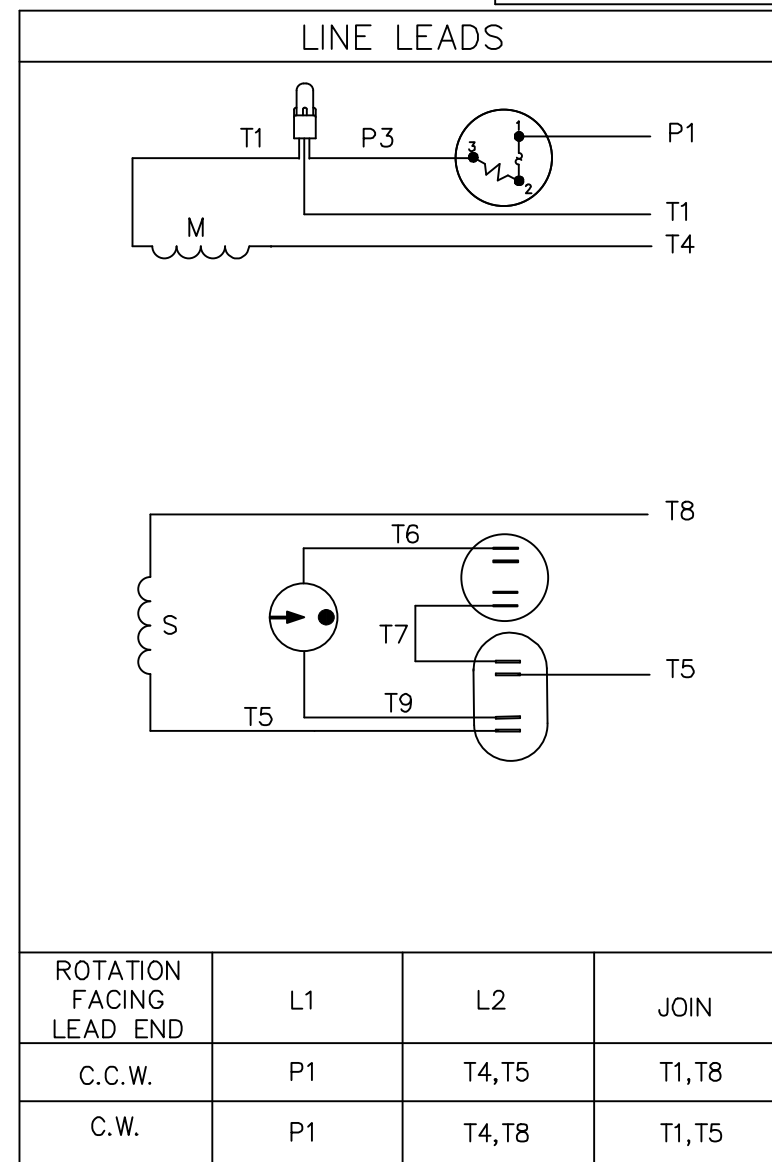 LINE LEADS
T1
P3
1
P1
3
2
T1
M
T4
T8
T6
S
T7
T5
T9
T5
ROTATION
FACING
LEAD END
L1
L2
JOIN
C.C.W.
P1
T4,T5
T1,T8
C.W.
P1
T4,T8
T1,T5